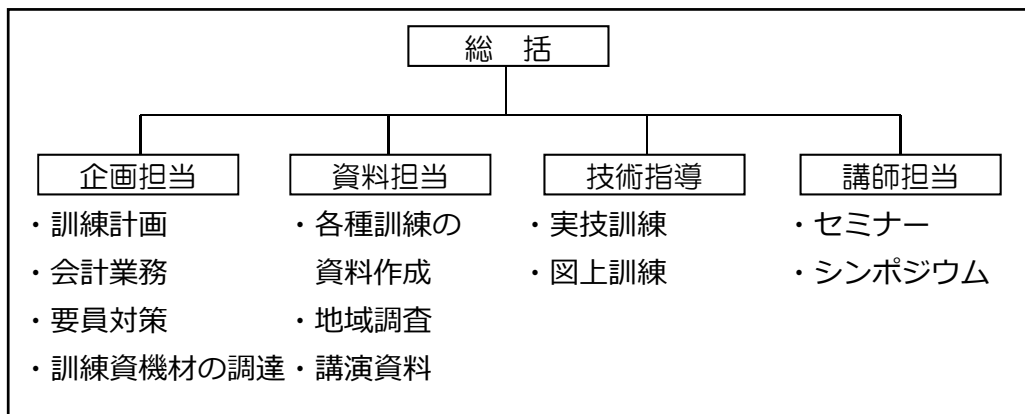 総　括
企画担当
・訓練計画
・会計業務
・要員対策
・訓練資機材の調達
資料担当
・各種訓練の
資料作成
・地域調査
・講演資料
技術指導
・実技訓練
・図上訓練
講師担当
・セミナー
・シンポジウム